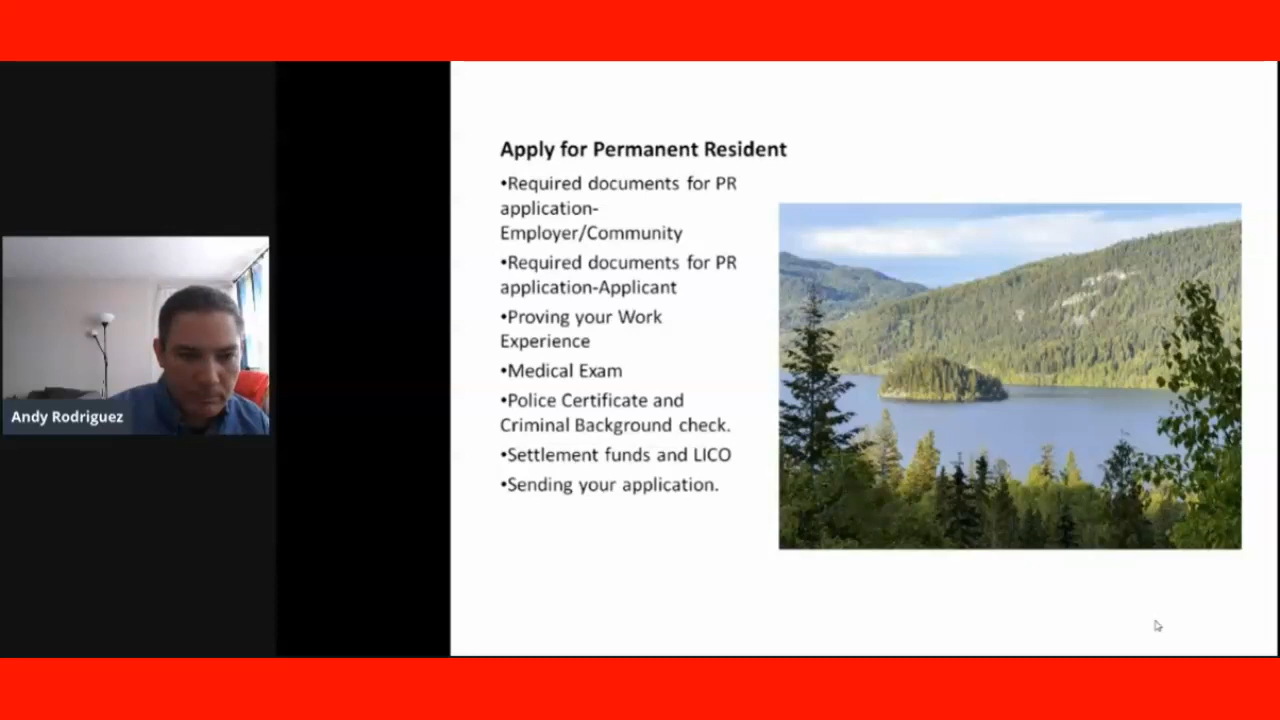 Apply for Permanent Resident
•Required documents for PR
application-
Employer/Community
•Required documents for PR
application-Applicant
•Proving your Work
Experience
•Medical Exam
•Police Certificate and
Criminal Background check.
•Settlement funds and LICO
•Sending your application.
Andy Rodriguez